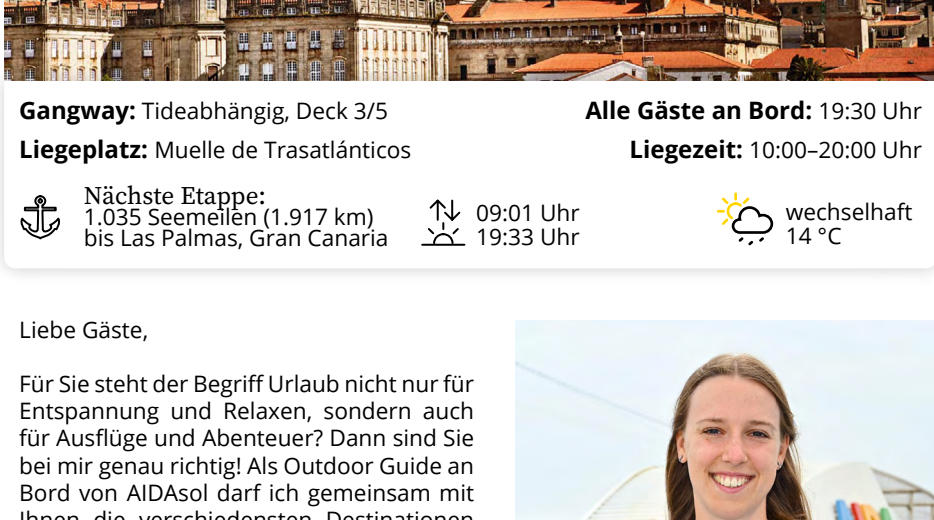 Gangway: Tideabhängig, Deck 3/5
Alle Gäste an Bord: 19:30 Uhr
Liegeplatz: Muelle de Trasatlánticos
Liegezeit: 10:00–20:00 Uhr
Nächste Etappe:
1.035 Seemeilen (1.917 km)
bis Las Palmas, Gran Canaria
09:01 Uhr
19:33 Uhr
wechselhaft
14 °C
Liebe Gäste,
Für Sie steht der Begriff Urlaub nicht nur für
Entspannung und Relaxen, sondern auch
für Ausflüge und Abenteuer? Dann sind Sie
bei mir genau richtig! Als Outdoor Guide an
Bord von AIDAsol darf ich gemeinsam mit
Ihnen die verschiedensten Destinationen